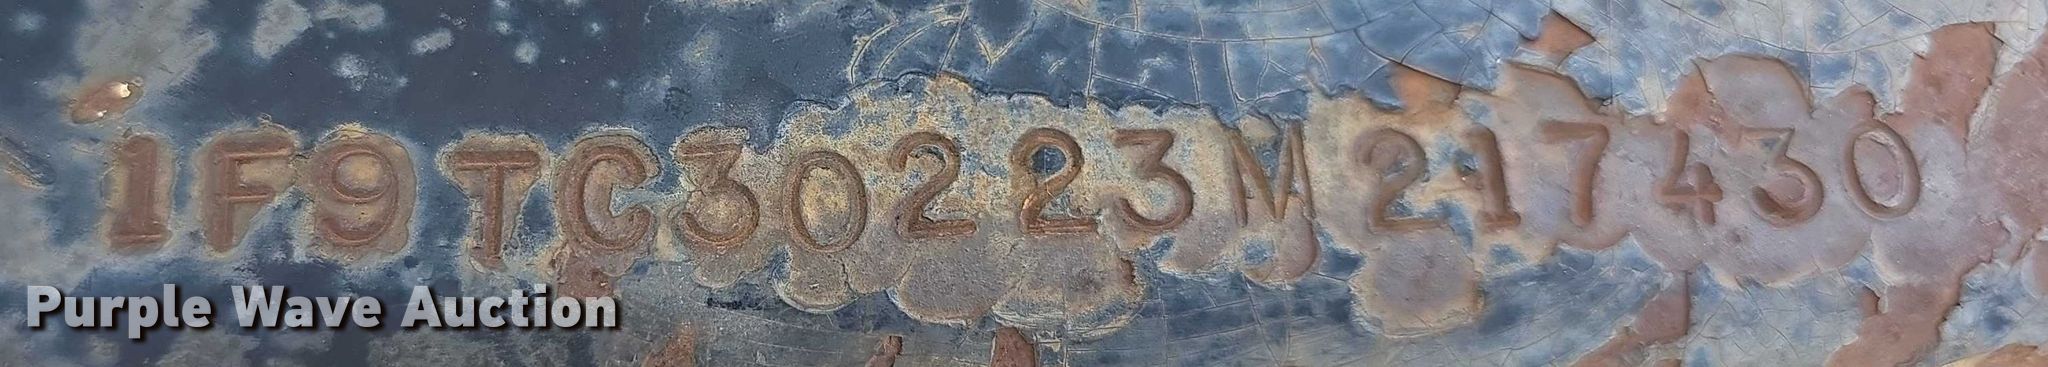 1F9TC30223M217430
Purple Wave Auction